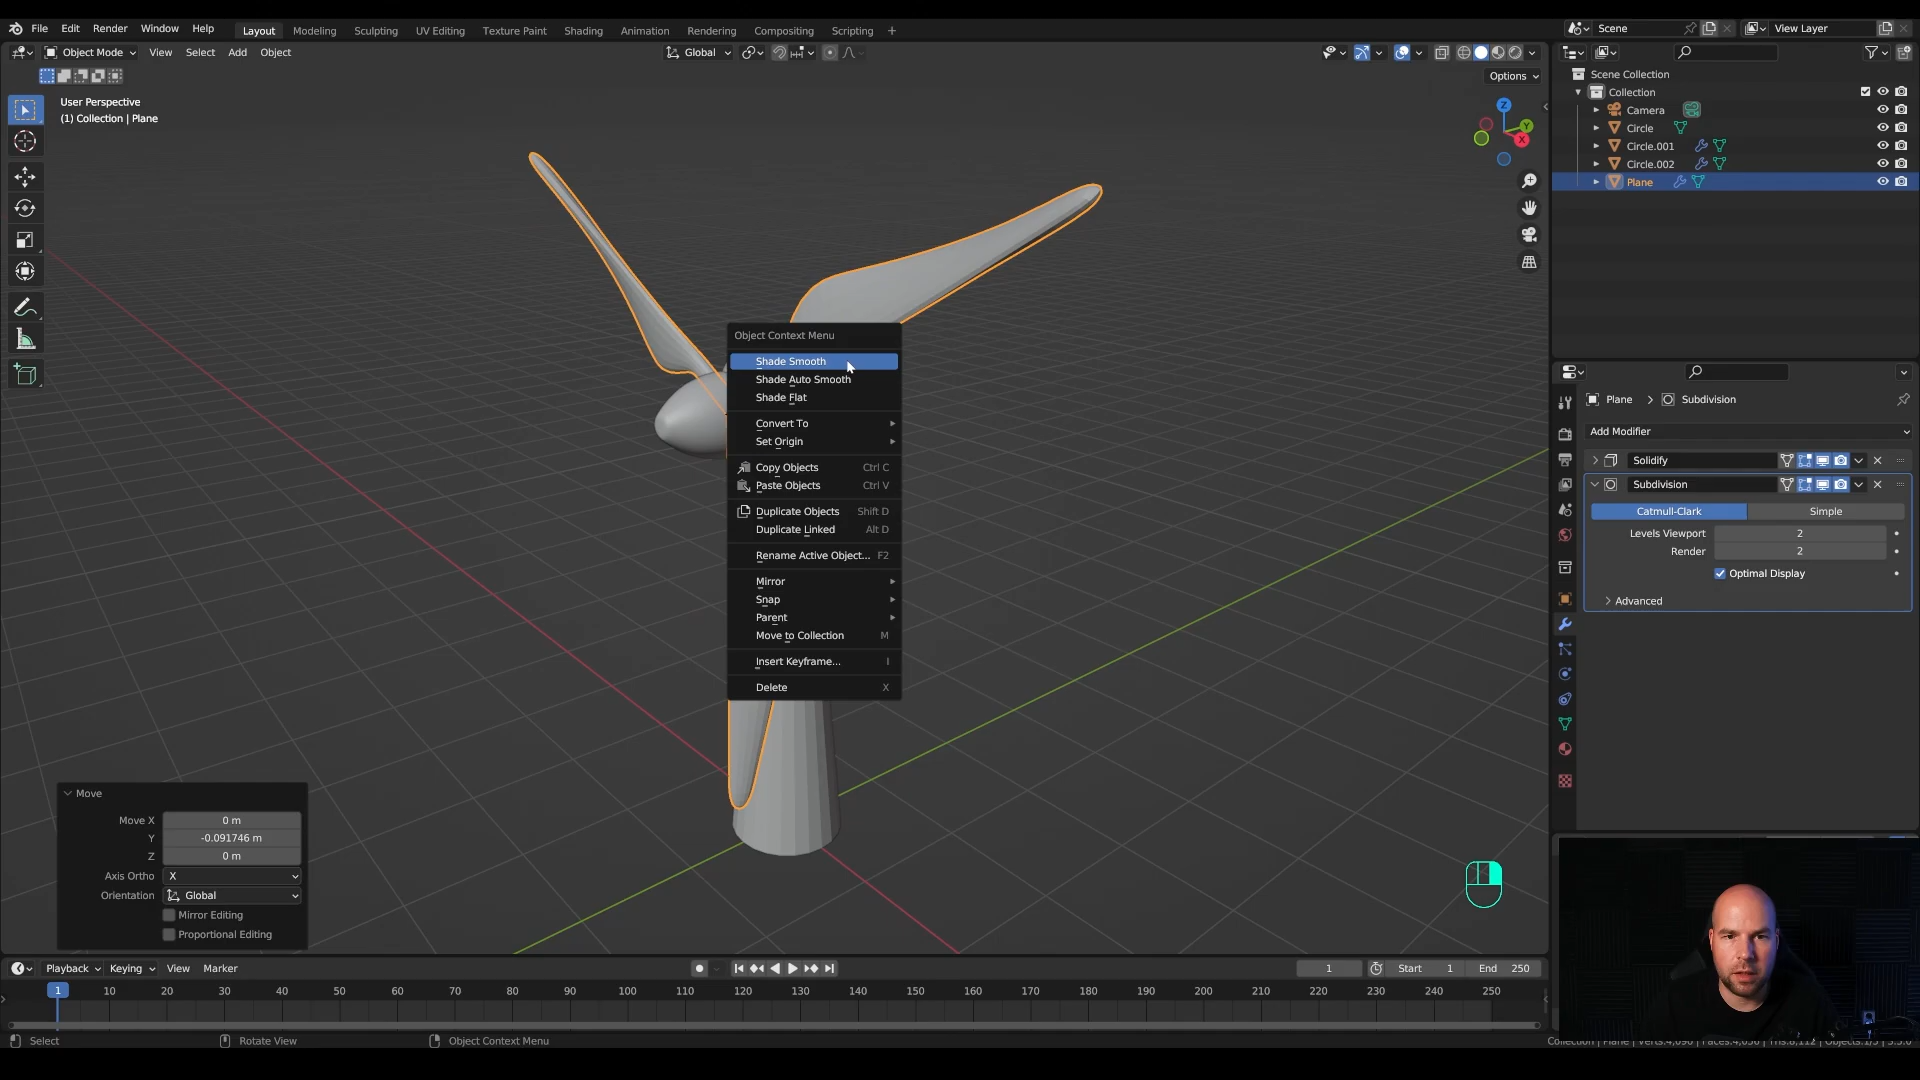 File Edit Render Window Help
Layout Modeling Sculpting UV Editing Texture Paint Shading Animation Rendering Compositing Scripting +
Scene View Layer
Object Mode View Select Add Object
Global
Options
User Perspective
(1) Collection | Plane
Z
Y
X
Scene Collection
Collection
Camera
Circle
Circle.001
Circle.002
Plane
Object Context Menu
Shade Smooth
Shade Auto Smooth
Shade Flat
Convert To
Set Origin
Copy Objects Ctrl C
Paste Objects Ctrl V
Duplicate Objects Shift D
Duplicate Linked Alt D
Rename Active Object... F2
Mirror
Snap
Parent
Move to Collection M
Insert Keyframe... I
Delete X
Plane > Subdivision
Add Modifier
Solidify
Subdivision
Catmull-Clark Simple
Levels Viewport 2
Render 2
Optimal Display
Advanced
Move
Move X 0 m
Y -0.091746 m
Z 0 m
Axis Ortho X
Orientation Global
Mirror Editing
Proportional Editing
Playback Keying View Marker
1 Start 1 End 250
1 10 20 30 40 50 60 70 80 90 100 110 120 130 140 150 160 170 180 190 200 210 220 230 240 250
Select Rotate View Object Context Menu